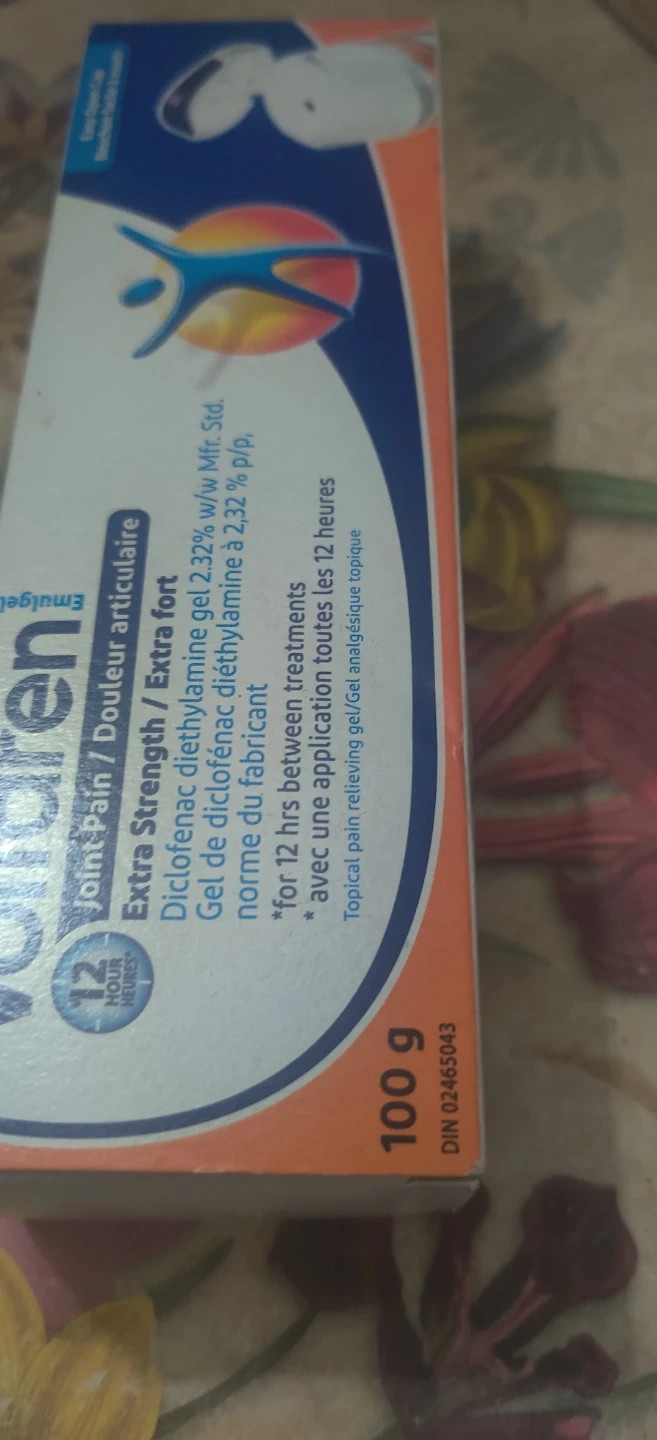 Emulgel
Joint Pain / Douleur articulaire
12
HOUR
HEURES*
Extra Strength / Extra fort
Diclofenac diethylamine gel 2.32% w/w Mfr. Std.
Gel de diclofénac diéthylamine à 2,32 % p/p,
norme du fabricant
*for 12 hrs between treatments
* avec une application toutes les 12 heures
Topical pain relieving gel/Gel analgésique topique
100 g
DIN 02465043